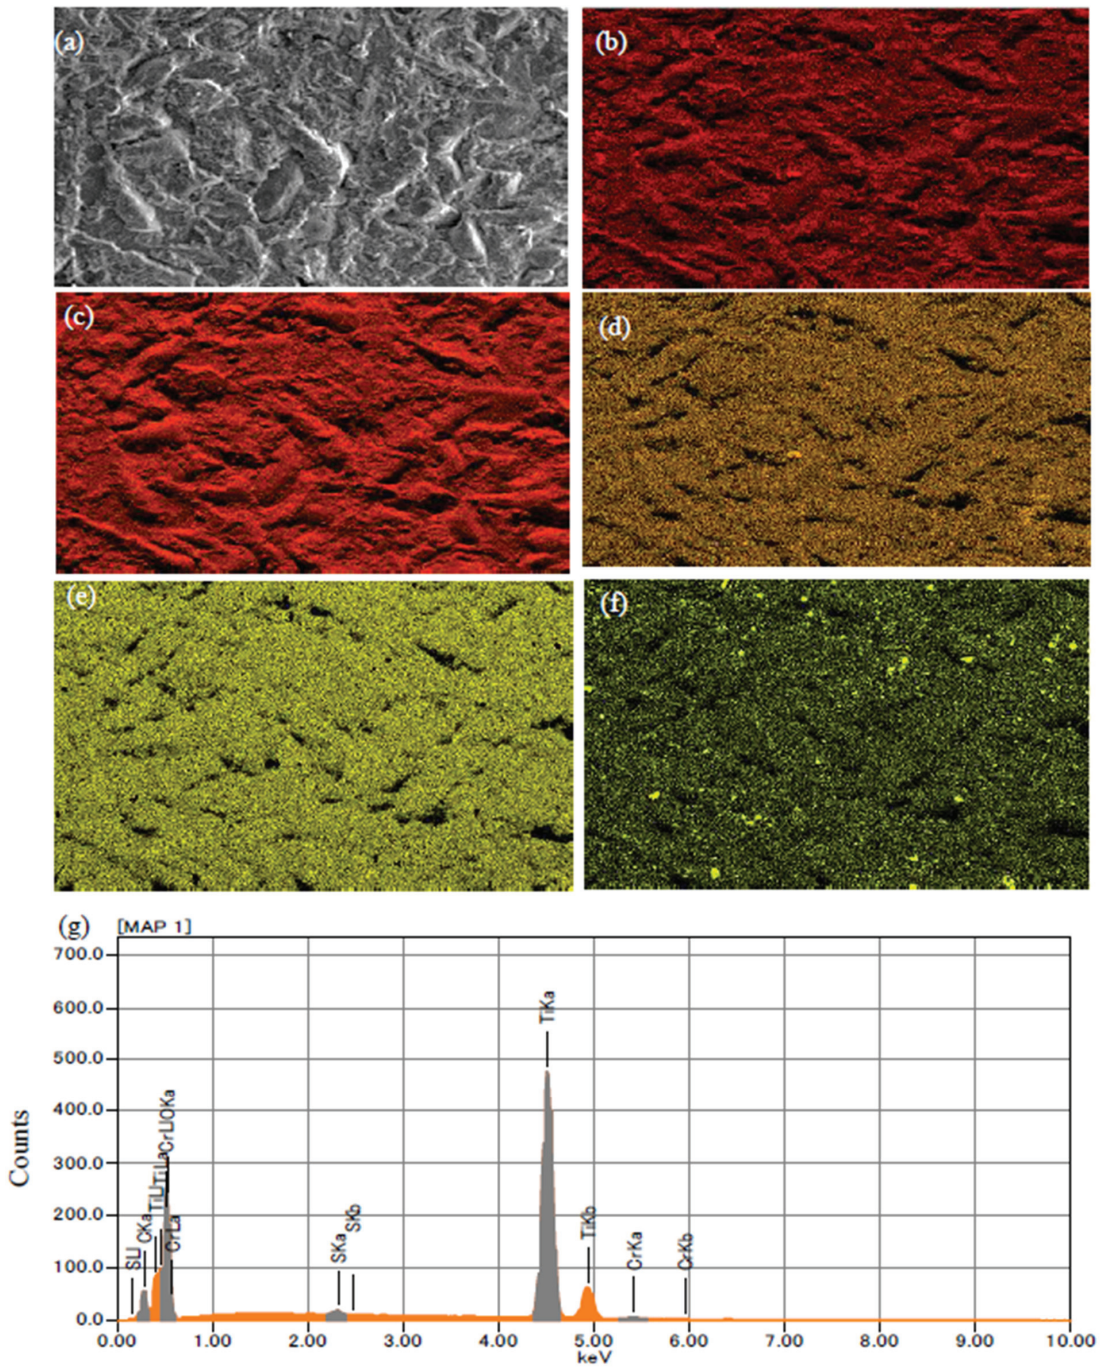 (a)
(b)
(c)
(d)
(e)
(f)
(g)
[MAP 1]
Counts
700.0
600.0
500.0
400.0
300.0
200.0
100.0
0.0
SLl
CKa
TiLl
TiLa
CrLl
OKa
CrLa
SKa
SKb
TiKa
TiKb
CrKa
CrKb
0.00 1.00 2.00 3.00 4.00 5.00 6.00 7.00 8.00 9.00 10.00
keV